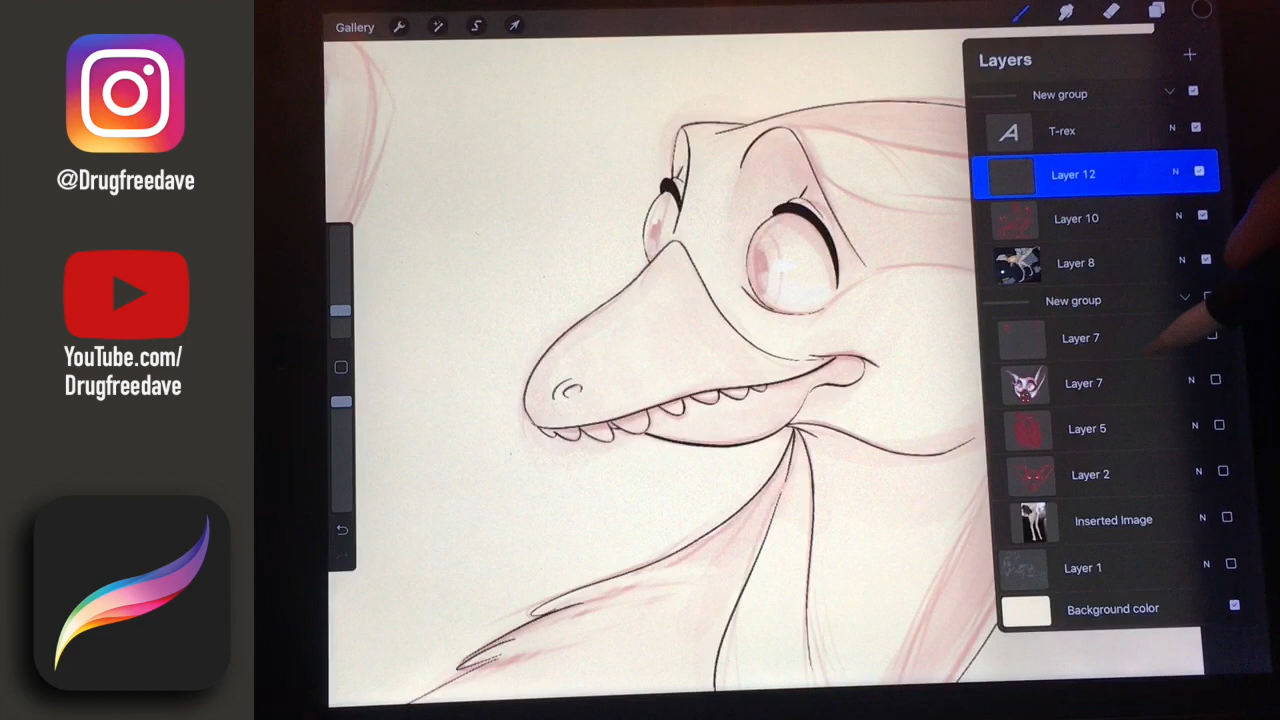 @Drugfreedave
YouTube.com/
Drugfreedave
Gallery
Layers
New group
T-rex N
Layer 12 N
Layer 10 N
Layer 8 N
New group
Layer 7
Layer 7 N
Layer 5 N
Layer 2 N
Inserted Image N
Layer 1 N
Background color